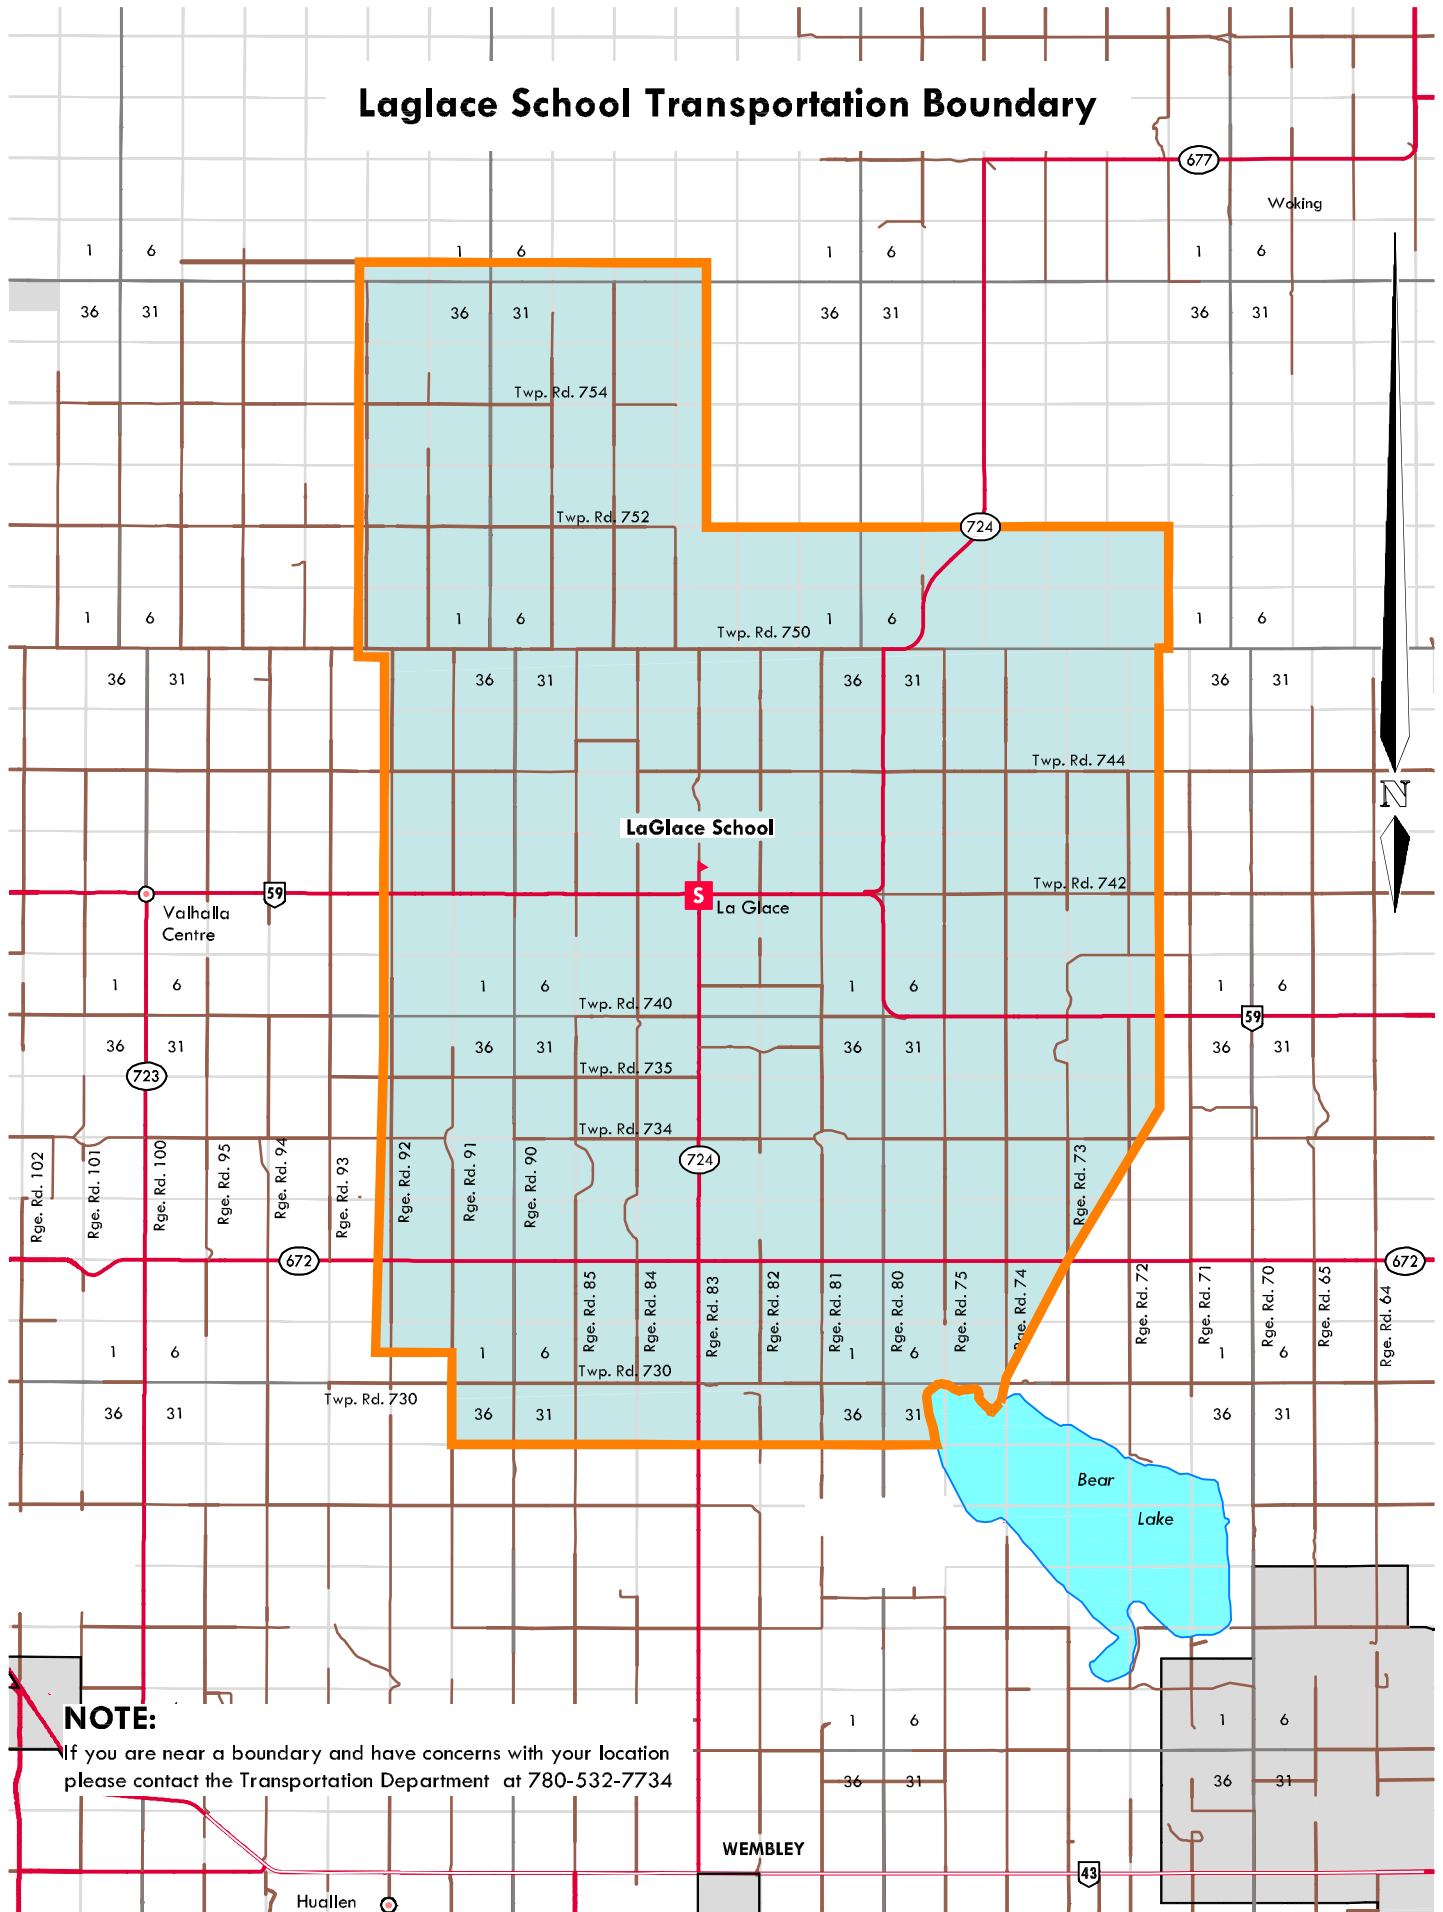 Laglace School Transportation Boundary
677
Woking
1 6 1 6 1 6 1 6
36 31 36 31 36 31 36 31
Twp. Rd. 754
Twp. Rd. 752
724
1 6 1 6 1 6 1 6
Twp. Rd. 750
36 31 36 31 36 31 36 31
Twp. Rd. 744
N
LaGlace School
59
S
La Glace
Twp. Rd. 742
Valhalla
Centre
1 6 1 6 1 6 1 6
Twp. Rd. 740
59
36 31 36 31 36 31 36 31
723
Twp. Rd. 735
Twp. Rd. 734
724
Rge. Rd. 102
Rge. Rd. 101
Rge. Rd. 100
Rge. Rd. 95
Rge. Rd. 94
Rge. Rd. 93
Rge. Rd. 92
Rge. Rd. 91
Rge. Rd. 90
Rge. Rd. 73
672
672
Rge. Rd. 85
Rge. Rd. 84
Rge. Rd. 83
Rge. Rd. 82
Rge. Rd. 81
Rge. Rd. 80
Rge. Rd. 75
Rge. Rd. 74
Rge. Rd. 72
Rge. Rd. 71
Rge. Rd. 70
Rge. Rd. 65
Rge. Rd. 64
1 6 1 6 1 6 1 6
Twp. Rd. 730
Twp. Rd. 730
36 31 36 31 36 31 36 31
Bear
Lake
NOTE:
If you are near a boundary and have concerns with your location
please contact the Transportation Department at 780-532-7734
1 6 1 6
36 31 36 31
WEMBLEY
43
Huallen